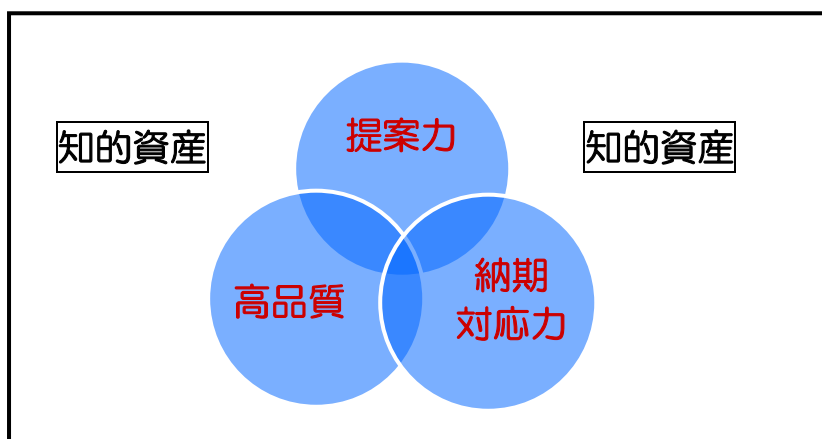 提案力
知的資産
知的資産
高品質
納期
対応力